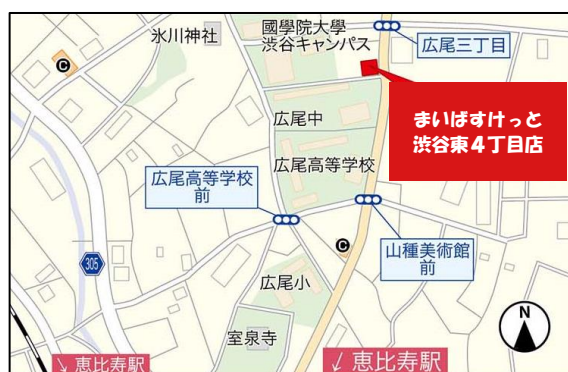 氷川神社
國學院大學
渋谷キャンパス
広尾三丁目
C
まいばすけっと
渋谷東4丁目店
広尾中
広尾高等学校
広尾高等学校
前
山種美術館
前
C
305
広尾小
室泉寺
N
↘ 恵比寿駅
↙ 恵比寿駅